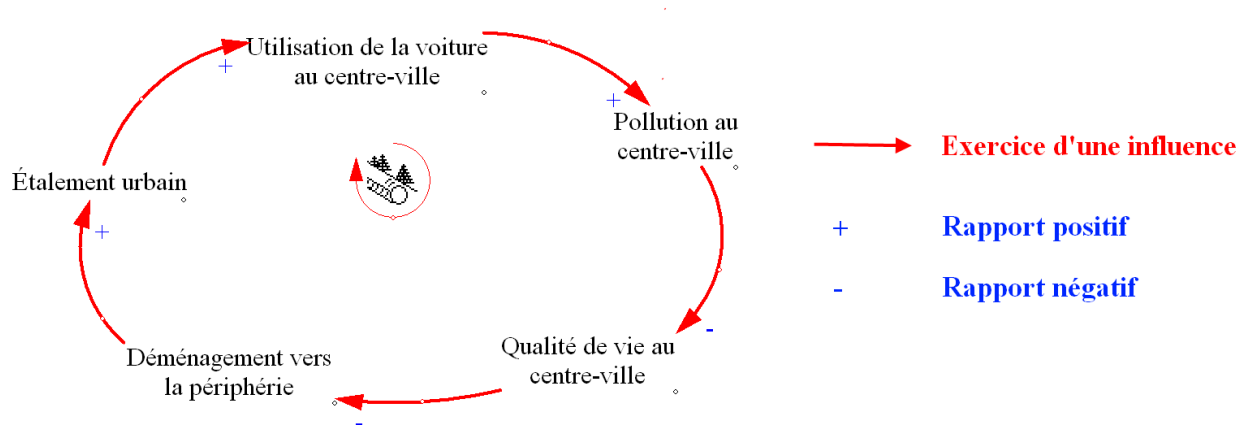 Utilisation de la voiture
au centre-ville
+
+
Pollution au
centre-ville
Étalement urbain
+
-
Qualité de vie au
centre-ville
Déménagement vers
la périphérie
-
Exercice d'une influence
+ Rapport positif
- Rapport négatif